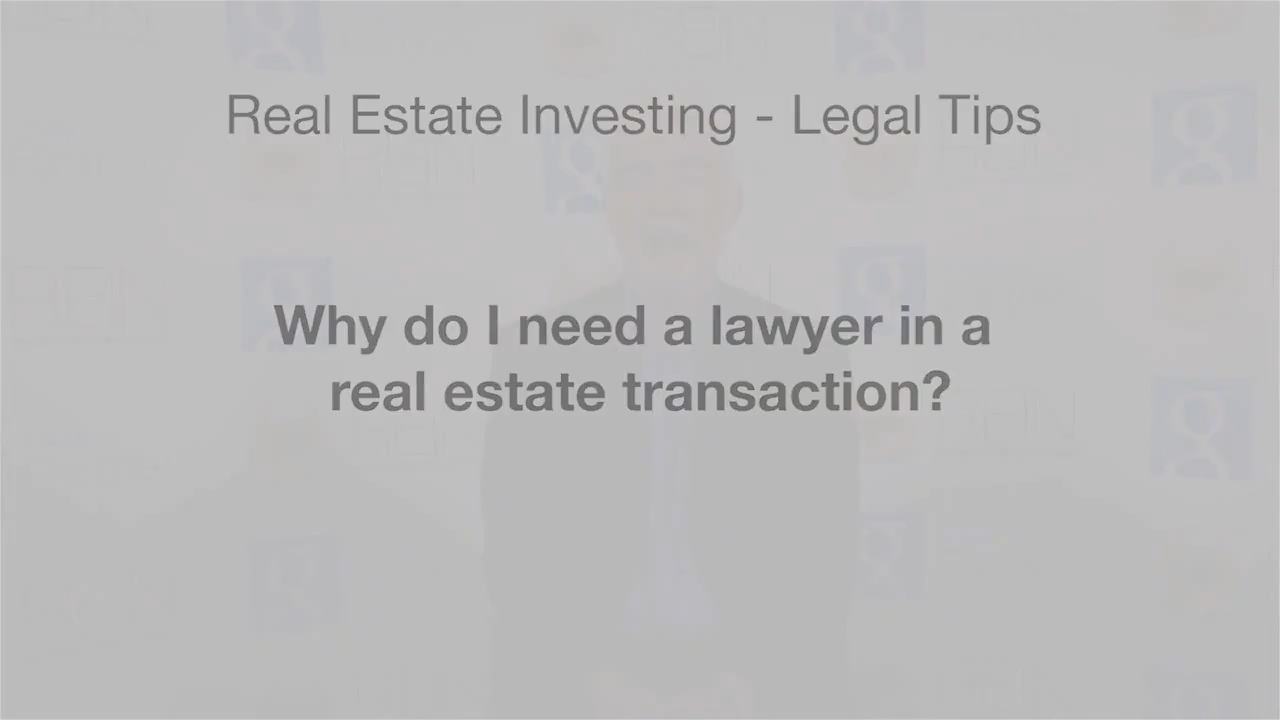 Real Estate Investing - Legal Tips
Why do I need a lawyer in a
real estate transaction?